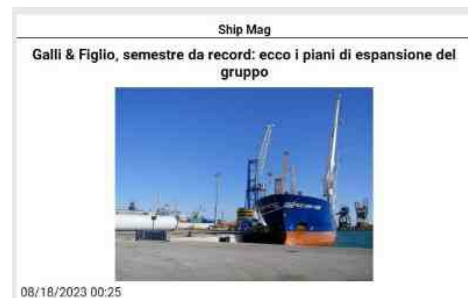 Ship Mag
Galli & Figlio, semestre da record: ecco i piani di espansione del
gruppo
08/18/2023 00:25